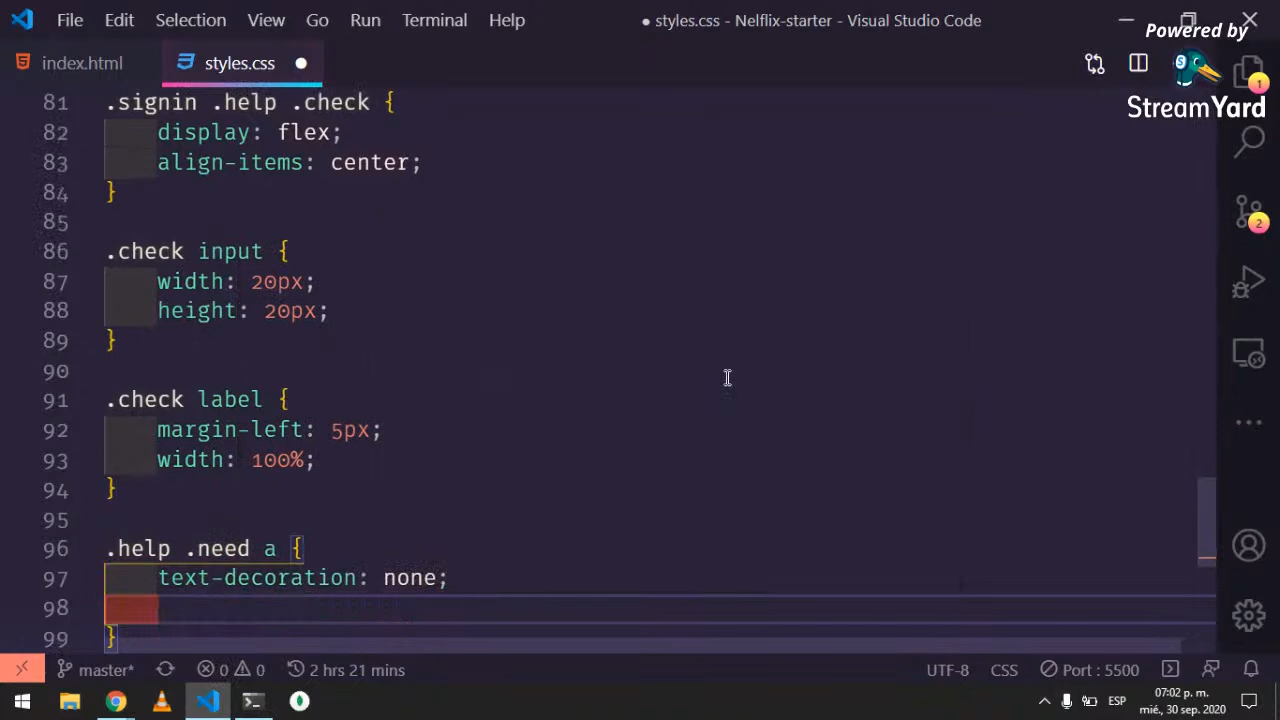 File Edit Selection View Go Run Terminal Help
styles.css - Nelflix-starter - Visual Studio Code
Powered by
StreamYard
index.html
styles.css
1
2
81 .signin .help .check {
82 display: flex;
83 align-items: center;
84 }
85
86 .check input {
87 width: 20px;
88 height: 20px;
89 }
90
91 .check label {
92 margin-left: 5px;
93 width: 100%;
94 }
95
96 .help .need a {
97 text-decoration: none;
98
99 }
master* 0 0 2 hrs 21 mins UTF-8 CSS Port : 5500
ESP
07:02 p. m.
mié., 30 sep. 2020